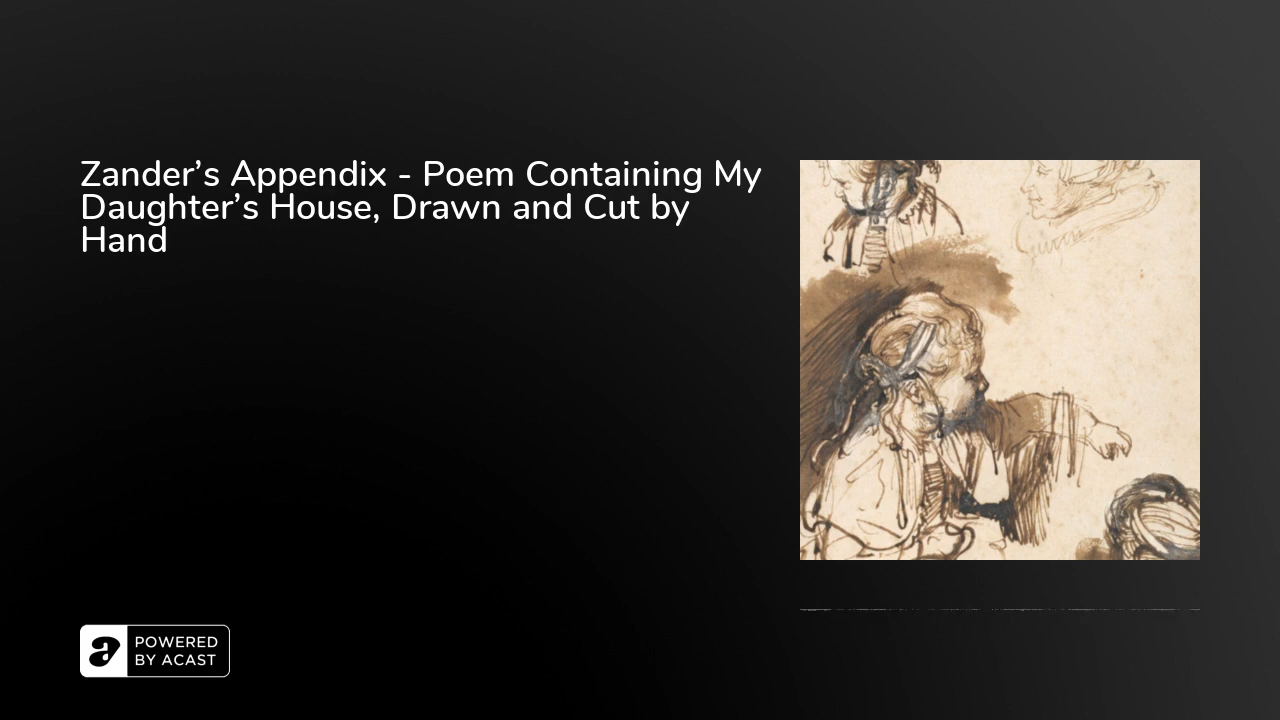 Zander’s Appendix - Poem Containing My
Daughter’s House, Drawn and Cut by
Hand
POWERED
BY ACAST